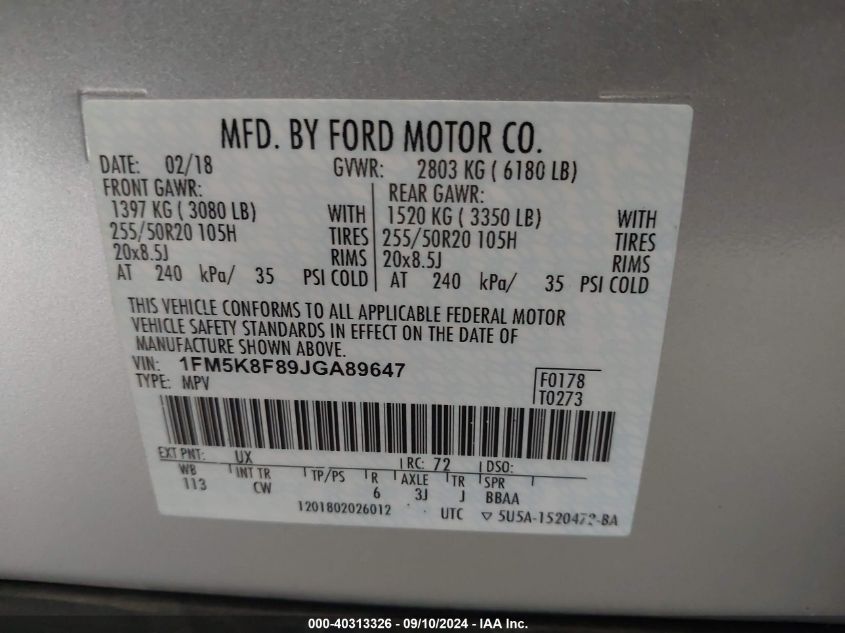 MFD. BY FORD MOTOR CO.
DATE: 02/18 GVWR: 2803 KG ( 6180 LB)
FRONT GAWR: REAR GAWR:
1397 KG ( 3080 LB) WITH 1520 KG ( 3350 LB) WITH
255/50R20 105H TIRES 255/50R20 105H TIRES
20x8.5J RIMS 20x8.5J RIMS
AT 240 kPa/ 35 PSI COLD AT 240 kPa/ 35 PSI COLD
THIS VEHICLE CONFORMS TO ALL APPLICABLE FEDERAL MOTOR
VEHICLE SAFETY STANDARDS IN EFFECT ON THE DATE OF
MANUFACTURE SHOWN ABOVE.
VIN: 1FM5K8F89JGA89647
TYPE: MPV
F0178
T0273
EXT PNT: UX RC: 72 DSO:
WB INT TR TP/PS R AXLE TR SPR
113 CW 6 3J J BBAA
1201802026012 UTC ▽ 5U5A-1520472-BA
000-40313326 - 09/10/2024 - IAA Inc.